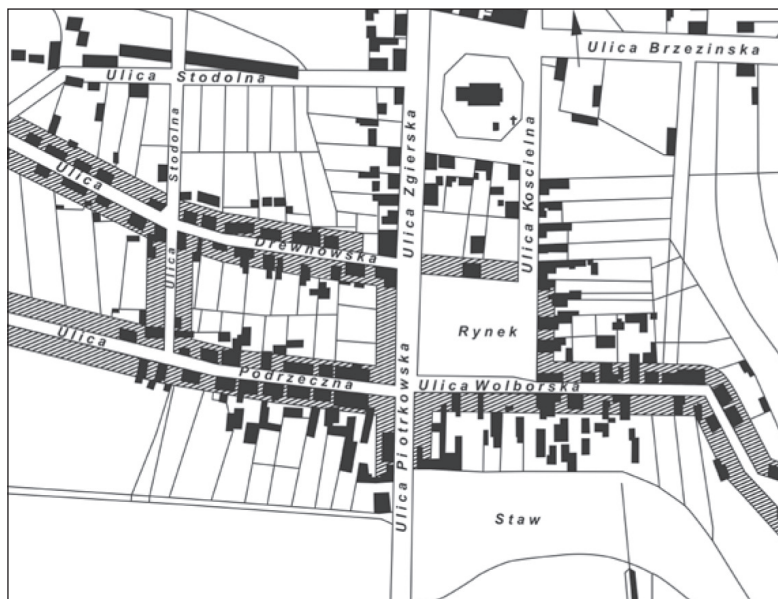 Ulica Brzezinska
Ulica Stodolna
Ulica Stodolna
Ulica Zgierska
Ulica Koscielna
Ulica
Drewnowska
Rynek
Ulica
Podrzeczna
Ulica Wolborska
Ulica Piotrkowska
Staw